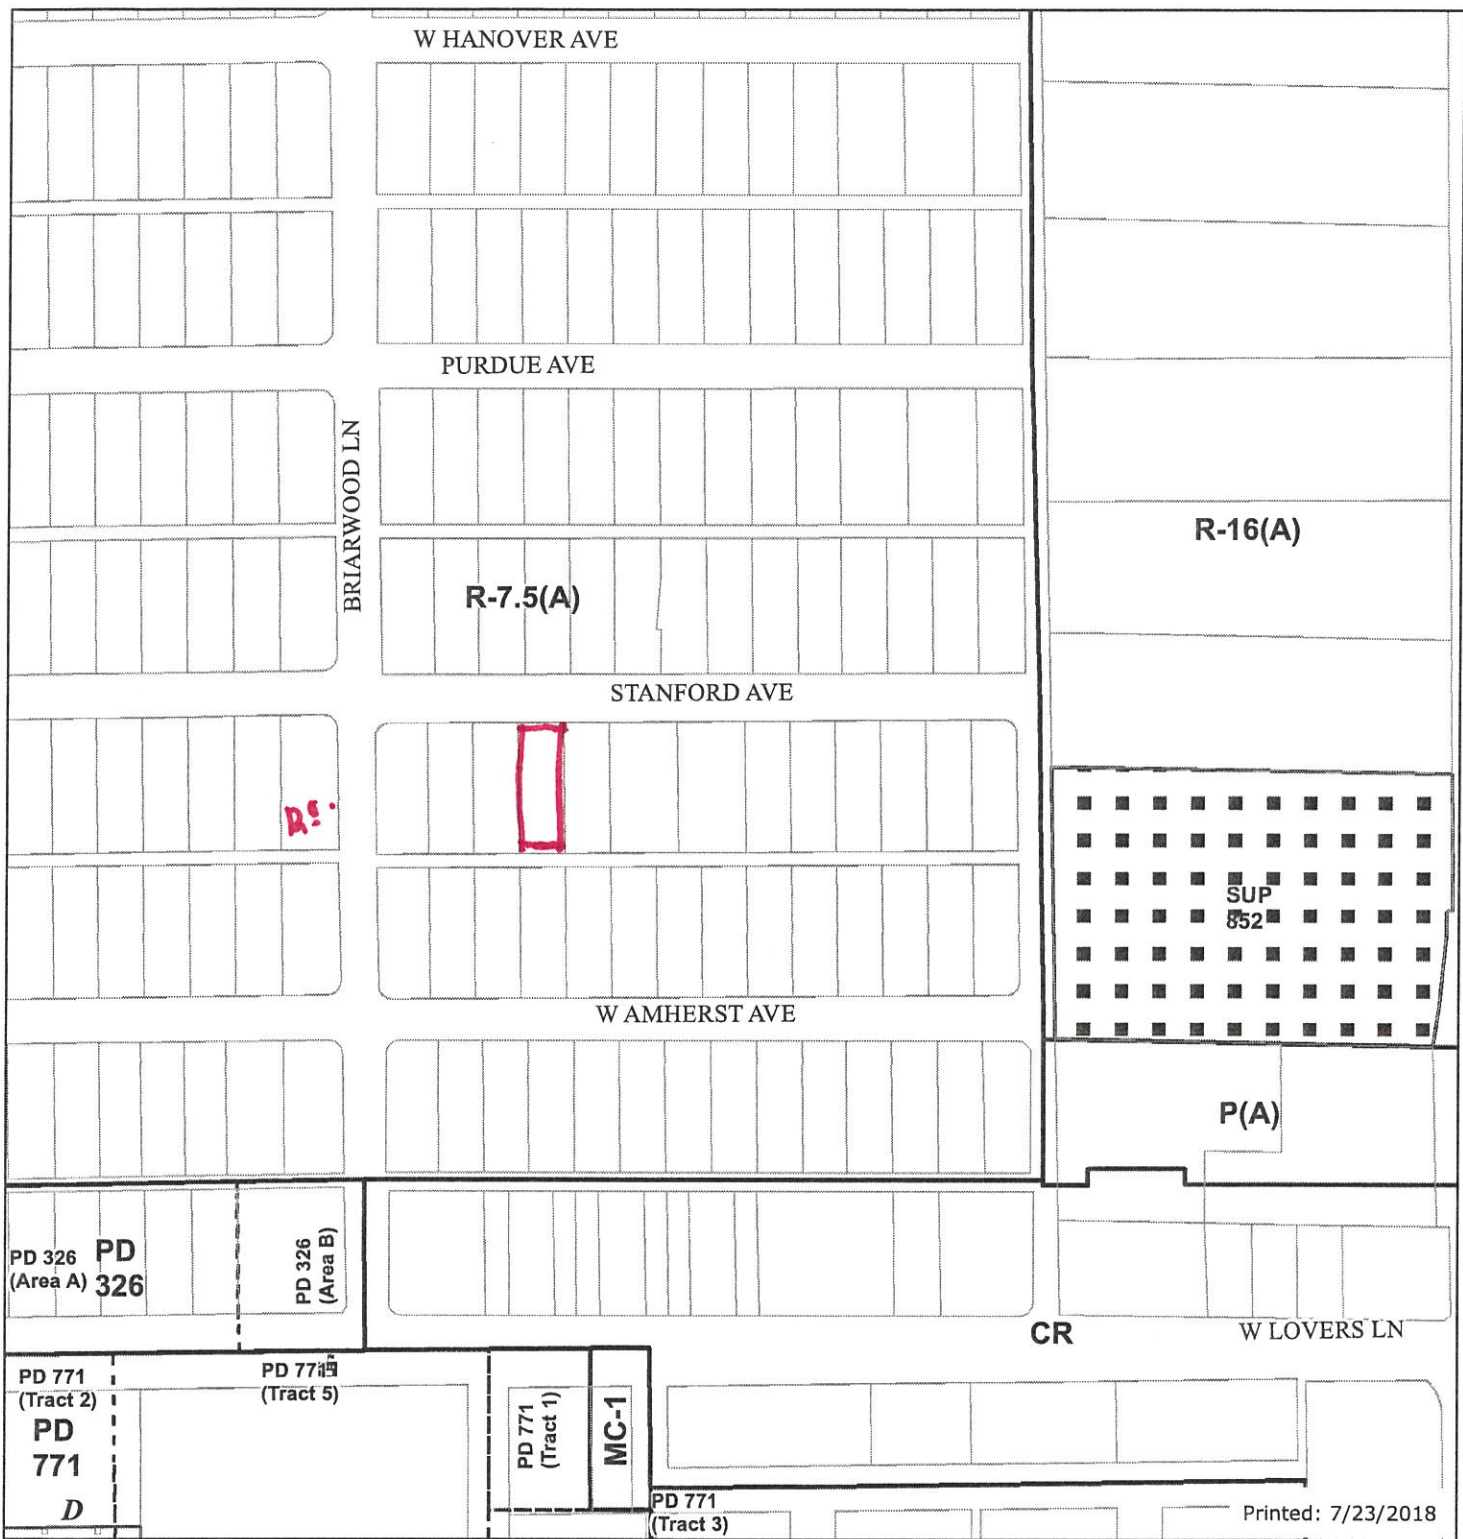 W HANOVER AVE
PURDUE AVE
BRIARWOOD LN
R-16(A)
R-7.5(A)
STANFORD AVE
SUP
852
W AMHERST AVE
P(A)
PD 326
(Area A)
PD
326
PD 326
(Area B)
CR
W LOVERS LN
PD 771
(Tract 2)
PD
771
D
(Tract 5)
PD 771
(Tract 1)
MC-1
PD 771
(Tract 3)
Printed: 7/23/2018